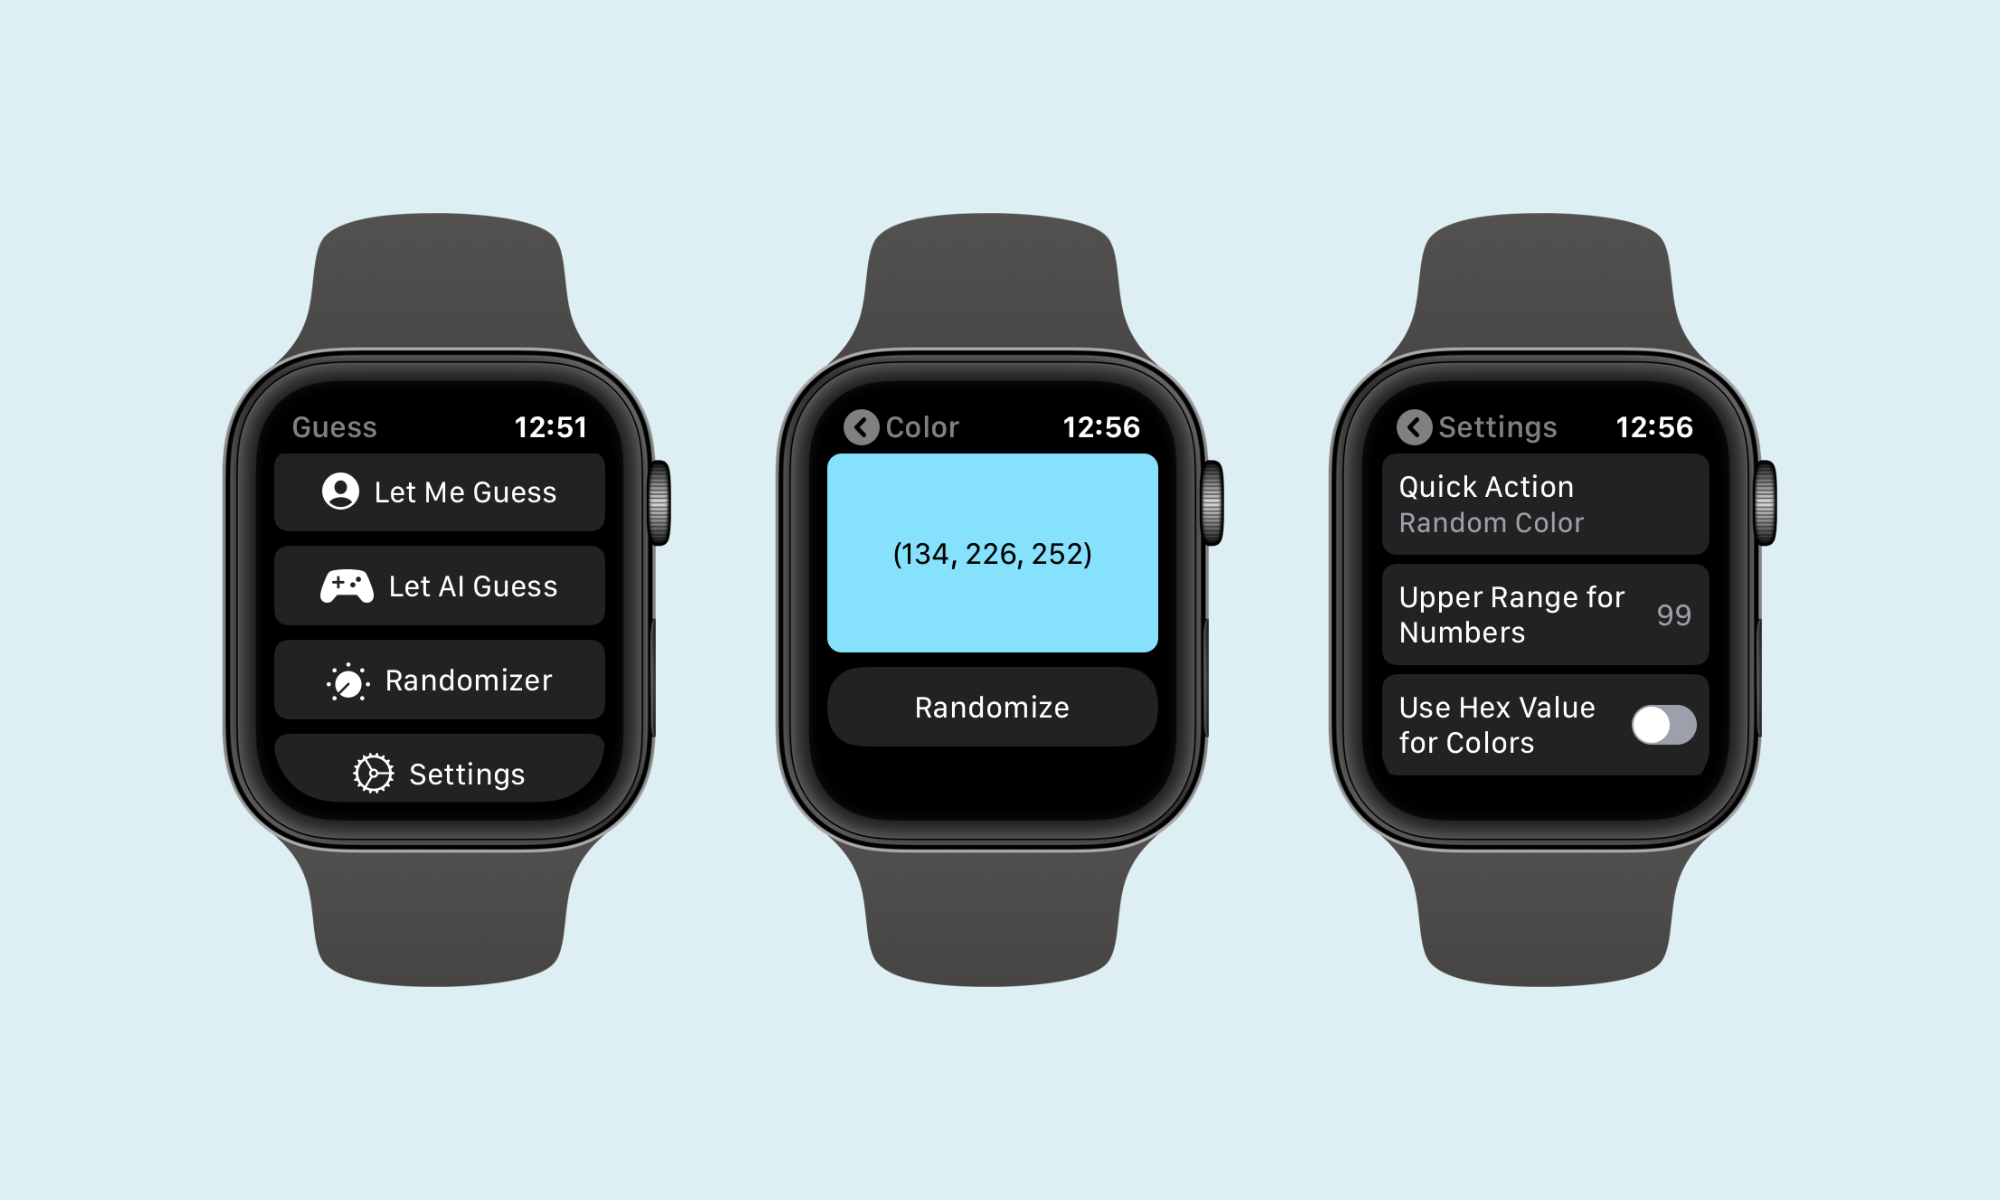 Guess 12:51
Let Me Guess
Let AI Guess
Randomizer
Settings
Color 12:56
(134, 226, 252)
Randomize
Settings 12:56
Quick Action
Random Color
Upper Range for
Numbers
99
Use Hex Value
for Colors